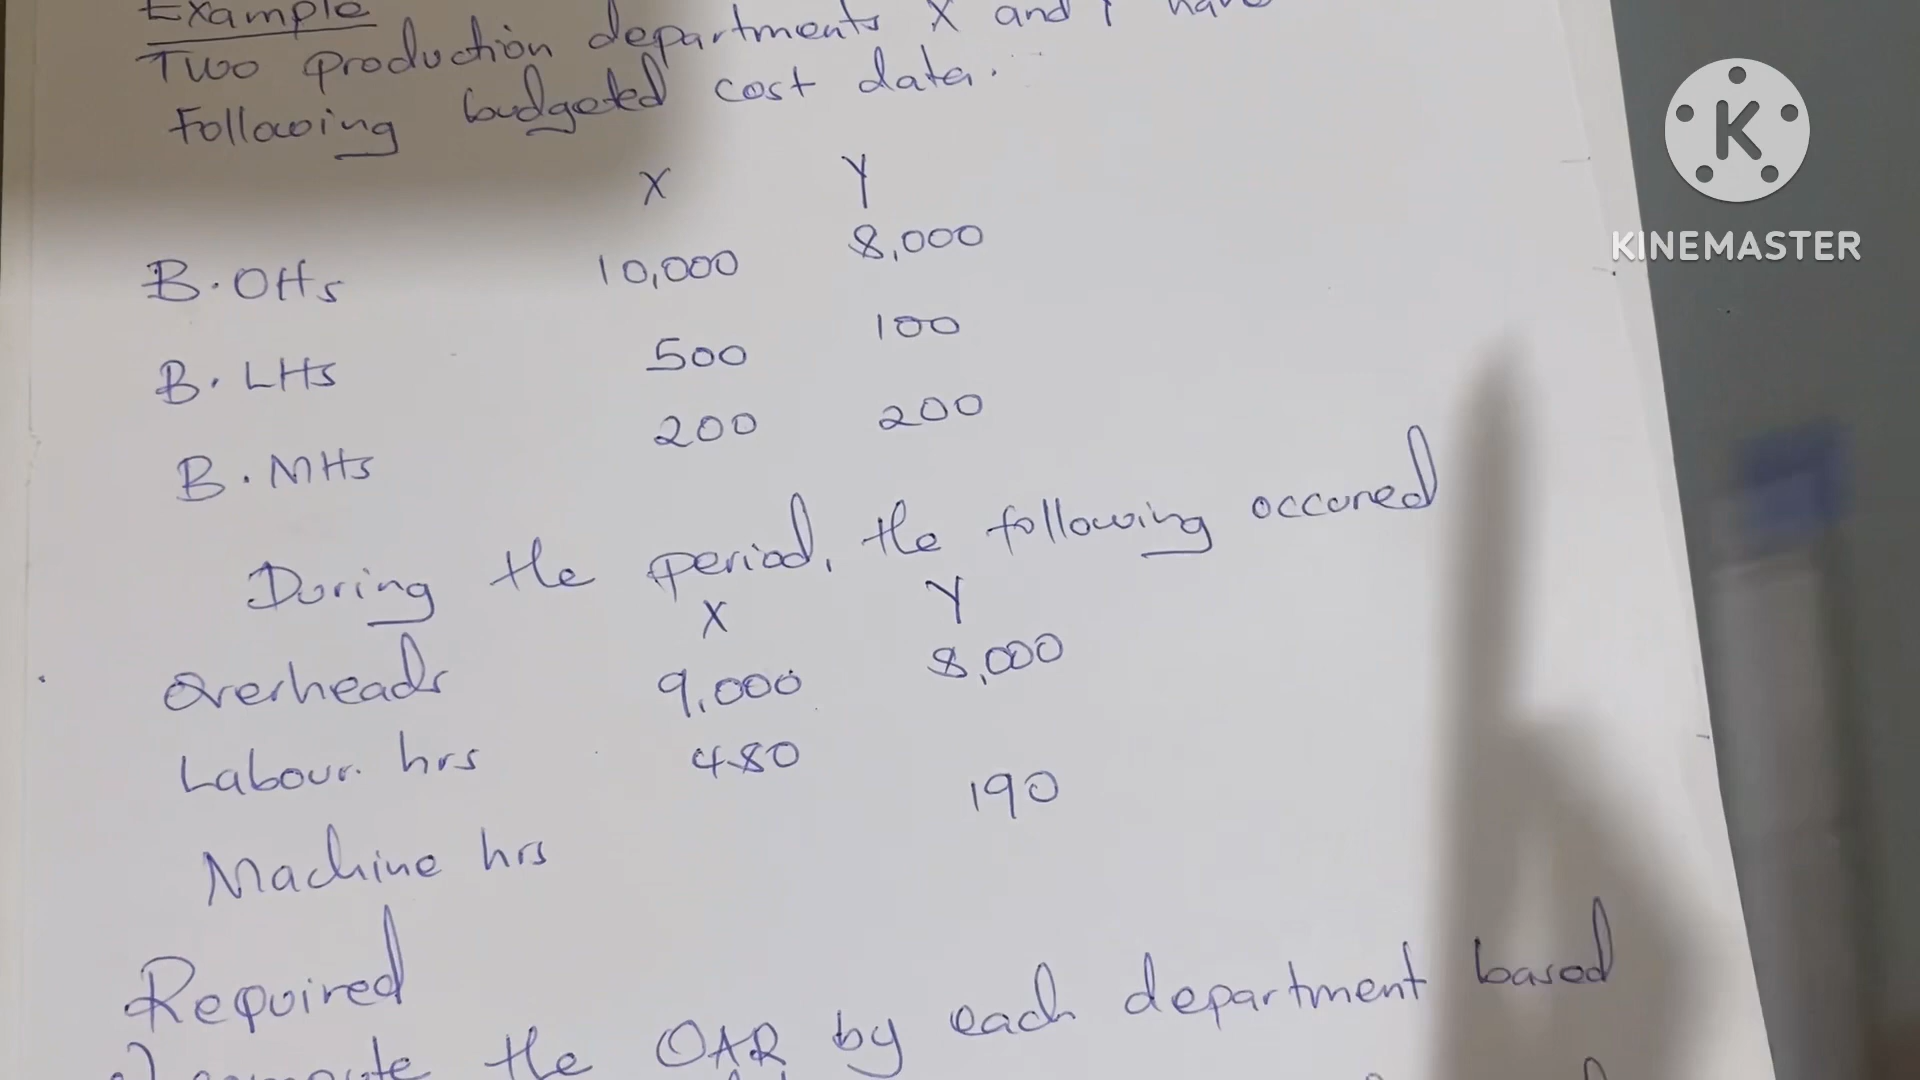 Example
Two production departments X and Y have
Following budgeted cost data.
X Y
B.OHs 10,000 8,000
B. LHs 500 100
B. MHs 200 200
During the period, the following occured
X Y
Overheads 9,000 8,000
Labour. hrs 480
Machine hrs 190
Required
compute the OAR by each department based
K
KINEMASTER